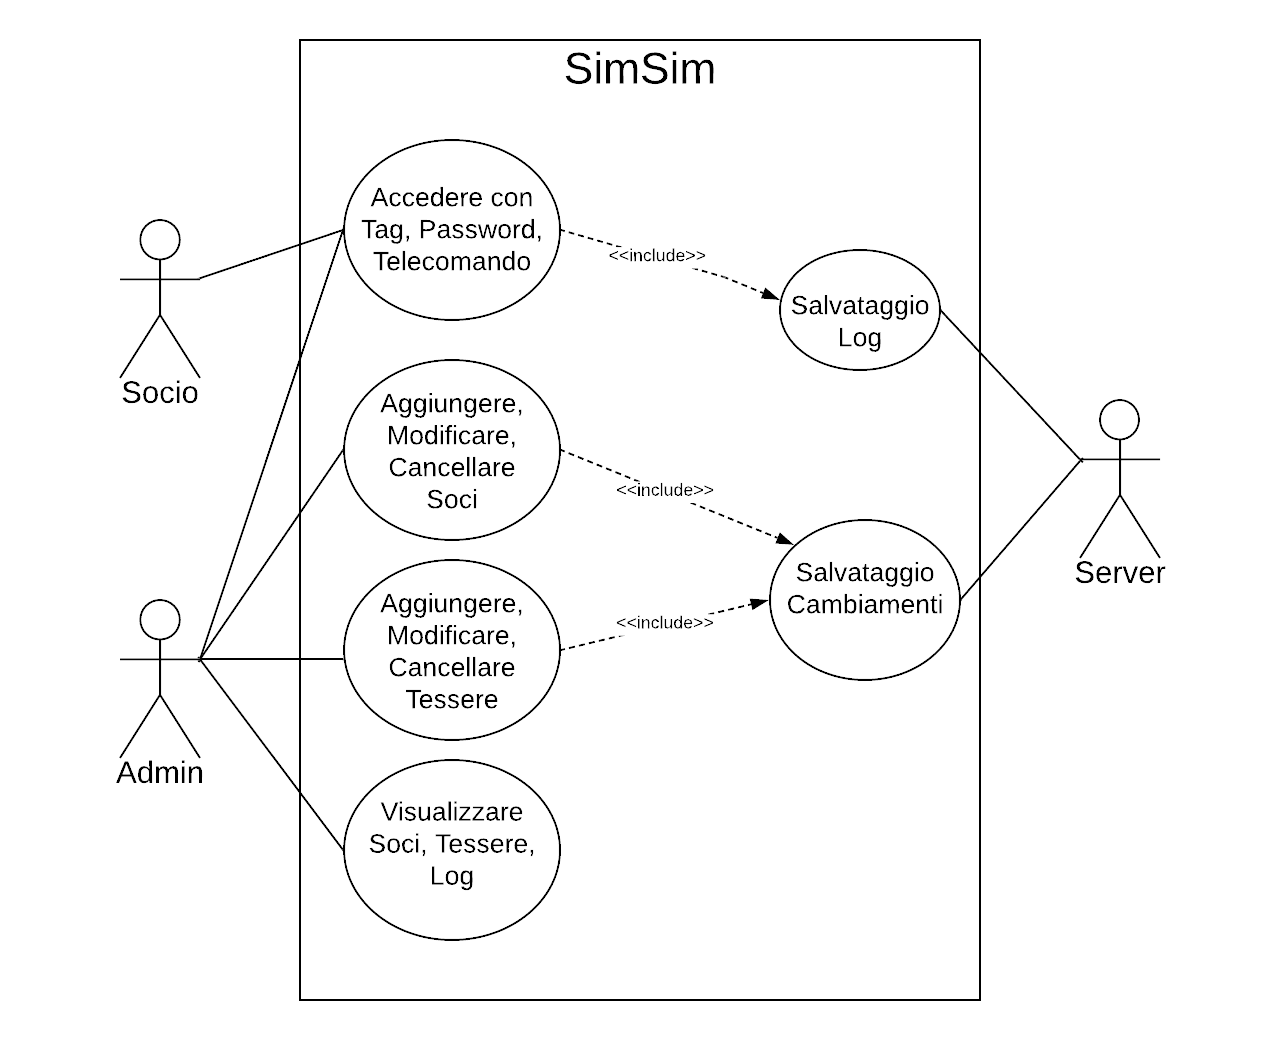 SimSim
Accedere con
Tag, Password,
Telecomando
<<include>>
Salvataggio
Log
Socio
Aggiungere,
Modificare,
Cancellare
Soci
<<include>>
Salvataggio
Cambiamenti
Server
Aggiungere,
Modificare,
Cancellare
Tessere
<<include>>
Admin
Visualizzare
Soci, Tessere,
Log